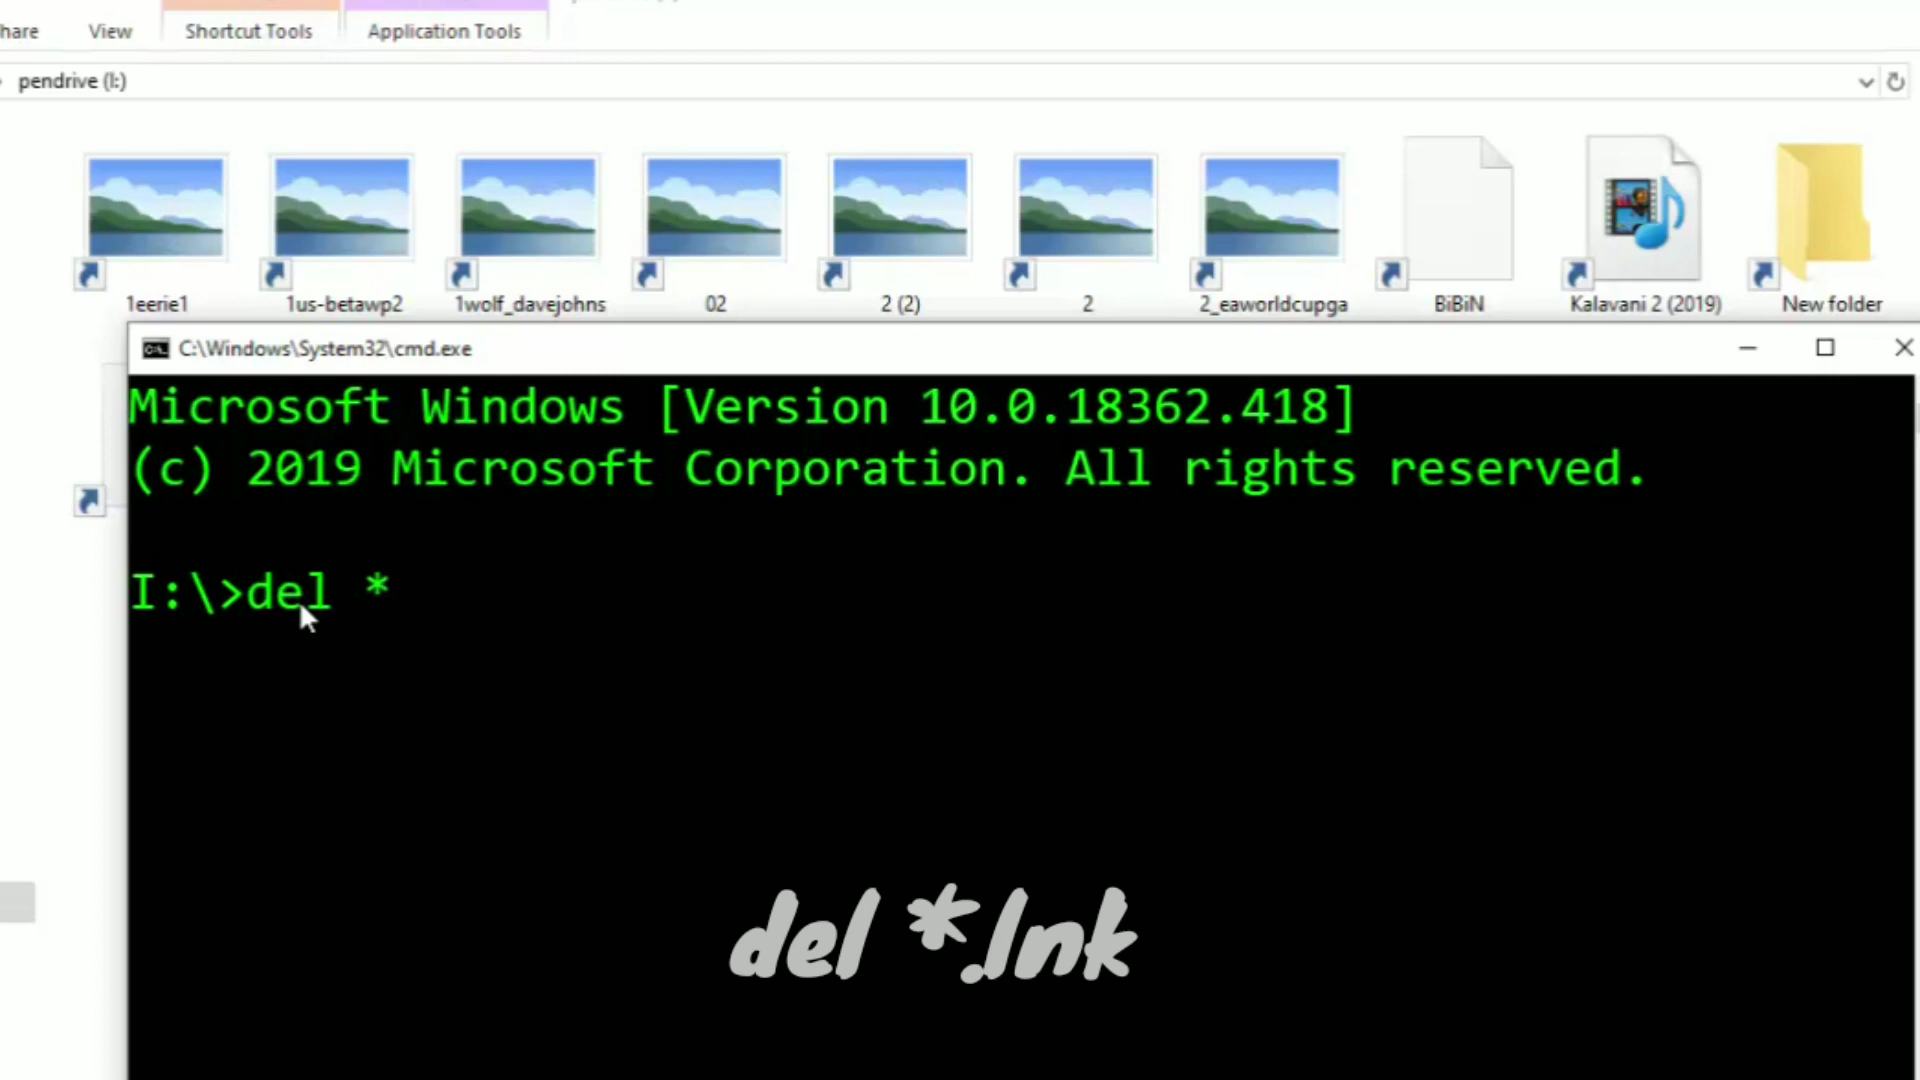 hare View Shortcut Tools Application Tools
pendrive (I:)
1eerie1 1us-betawp2 1wolf_davejohns 02 2 (2) 2 2_eaworldcupga BiBiN Kalavani 2 (2019) New folder
C:\Windows\System32\cmd.exe
Microsoft Windows [Version 10.0.18362.418]
(c) 2019 Microsoft Corporation. All rights reserved.
I:\>del *
del *.lnk